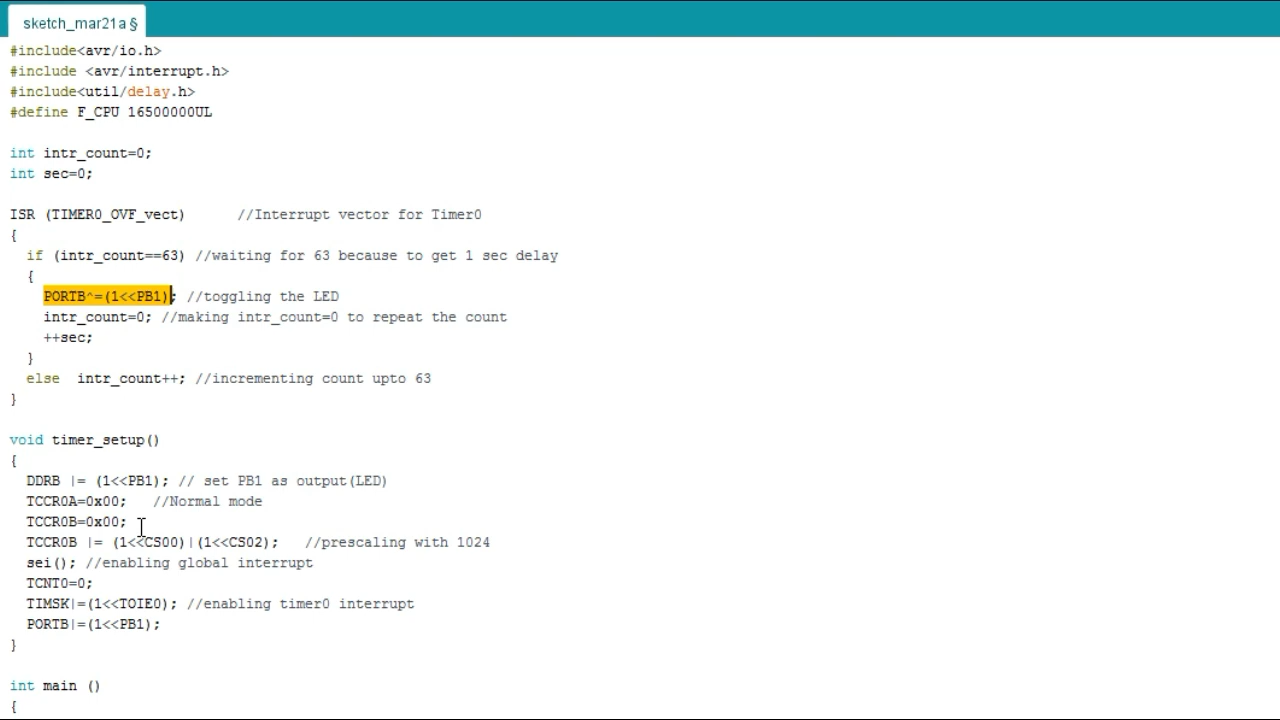 sketch_mar21a §
#include<avr/io.h>
#include <avr/interrupt.h>
#include<util/delay.h>
#define F_CPU 16500000UL
int intr_count=0;
int sec=0;
ISR (TIMER0_OVF_vect)      //Interrupt vector for Timer0
{
  if (intr_count==63) //waiting for 63 because to get 1 sec delay
  {
    PORTB^=(1<<PB1); //toggling the LED
    intr_count=0; //making intr_count=0 to repeat the count
    ++sec;
  }
  else  intr_count++; //incrementing count upto 63
}
void timer_setup()
{
  DDRB |= (1<<PB1); // set PB1 as output(LED)
  TCCR0A=0x00;   //Normal mode
  TCCR0B=0x00;
  TCCR0B |= (1<<CS00)|(1<<CS02);   //prescaling with 1024
  sei(); //enabling global interrupt
  TCNT0=0;
  TIMSK|=(1<<TOIE0); //enabling timer0 interrupt
  PORTB|=(1<<PB1);
}
int main ()
{